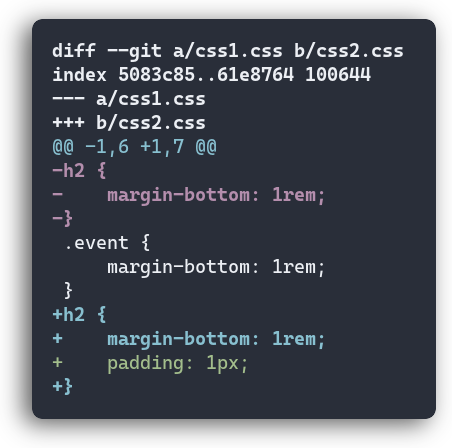 diff --git a/css1.css b/css2.css
index 5083c85..61e8764 100644
--- a/css1.css
+++ b/css2.css
@@ -1,6 +1,7 @@
-h2 {
-    margin-bottom: 1rem;
-}
 .event {
     margin-bottom: 1rem;
 }
+h2 {
+    margin-bottom: 1rem;
+    padding: 1px;
+}